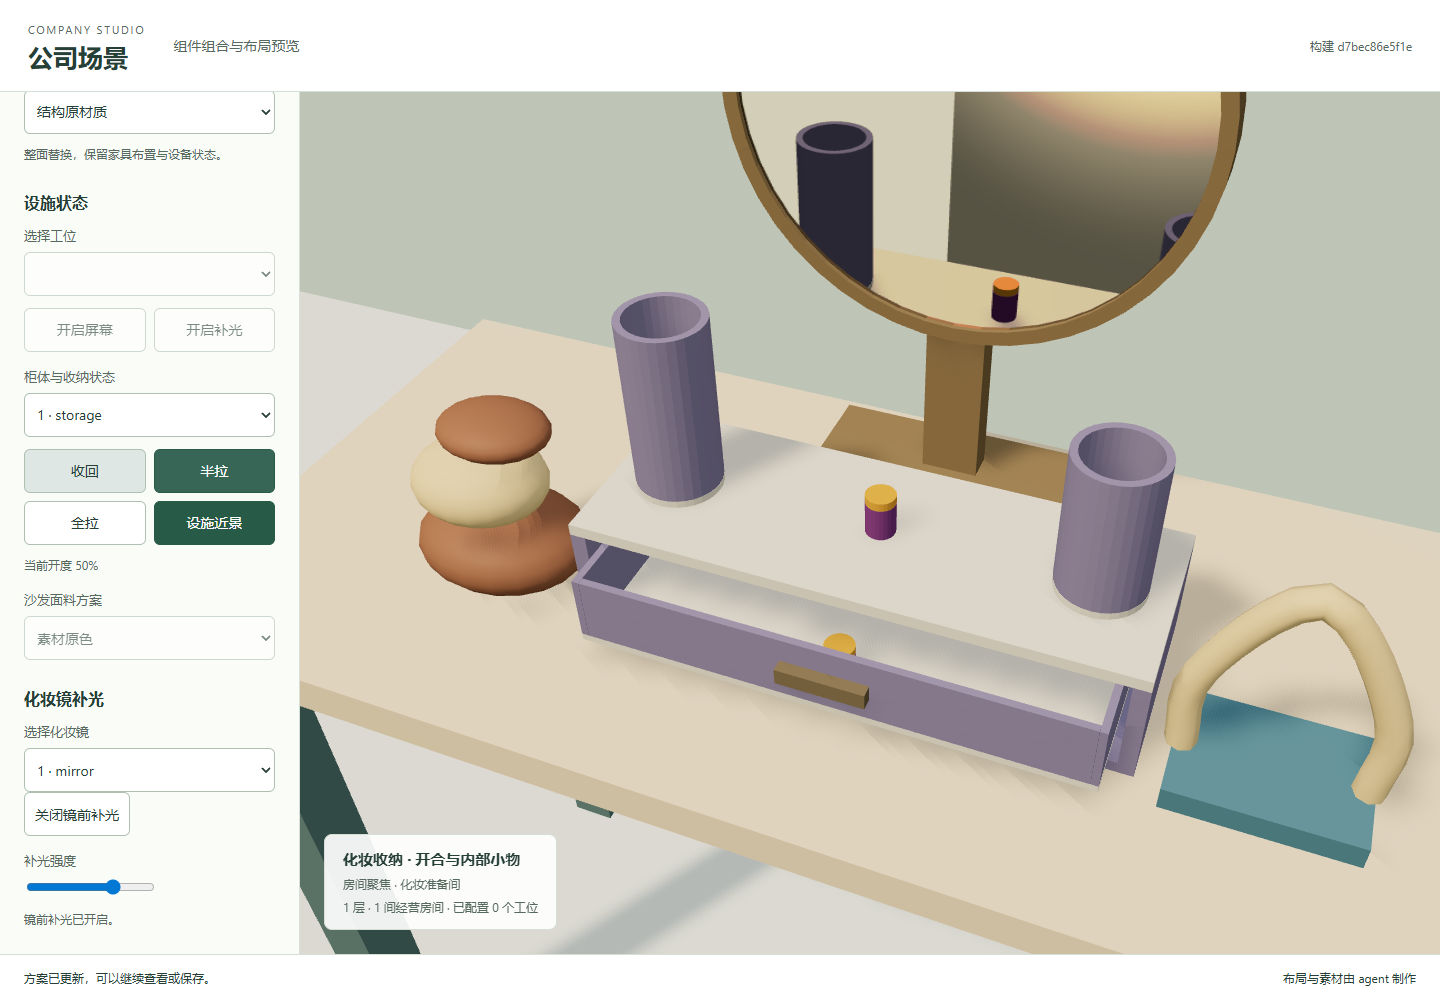 COMPANY STUDIO
公司场景
组件组合与布局预览
构建 d7bec86e5f1e
结构原材质
整面替换，保留家具布置与设备状态。
设施状态
选择工位
开启屏幕
开启补光
柜体与收纳状态
1 · storage
收回
半拉
全拉
设施近景
当前开度 50%
沙发面料方案
素材原色
化妆镜补光
选择化妆镜
1 · mirror
关闭镜前补光
补光强度
镜前补光已开启。
化妆收纳 · 开合与内部小物
房间聚焦 · 化妆准备间
1 层 · 1 间经营房间 · 已配置 0 个工位
方案已更新，可以继续查看或保存。
布局与素材由 agent 制作